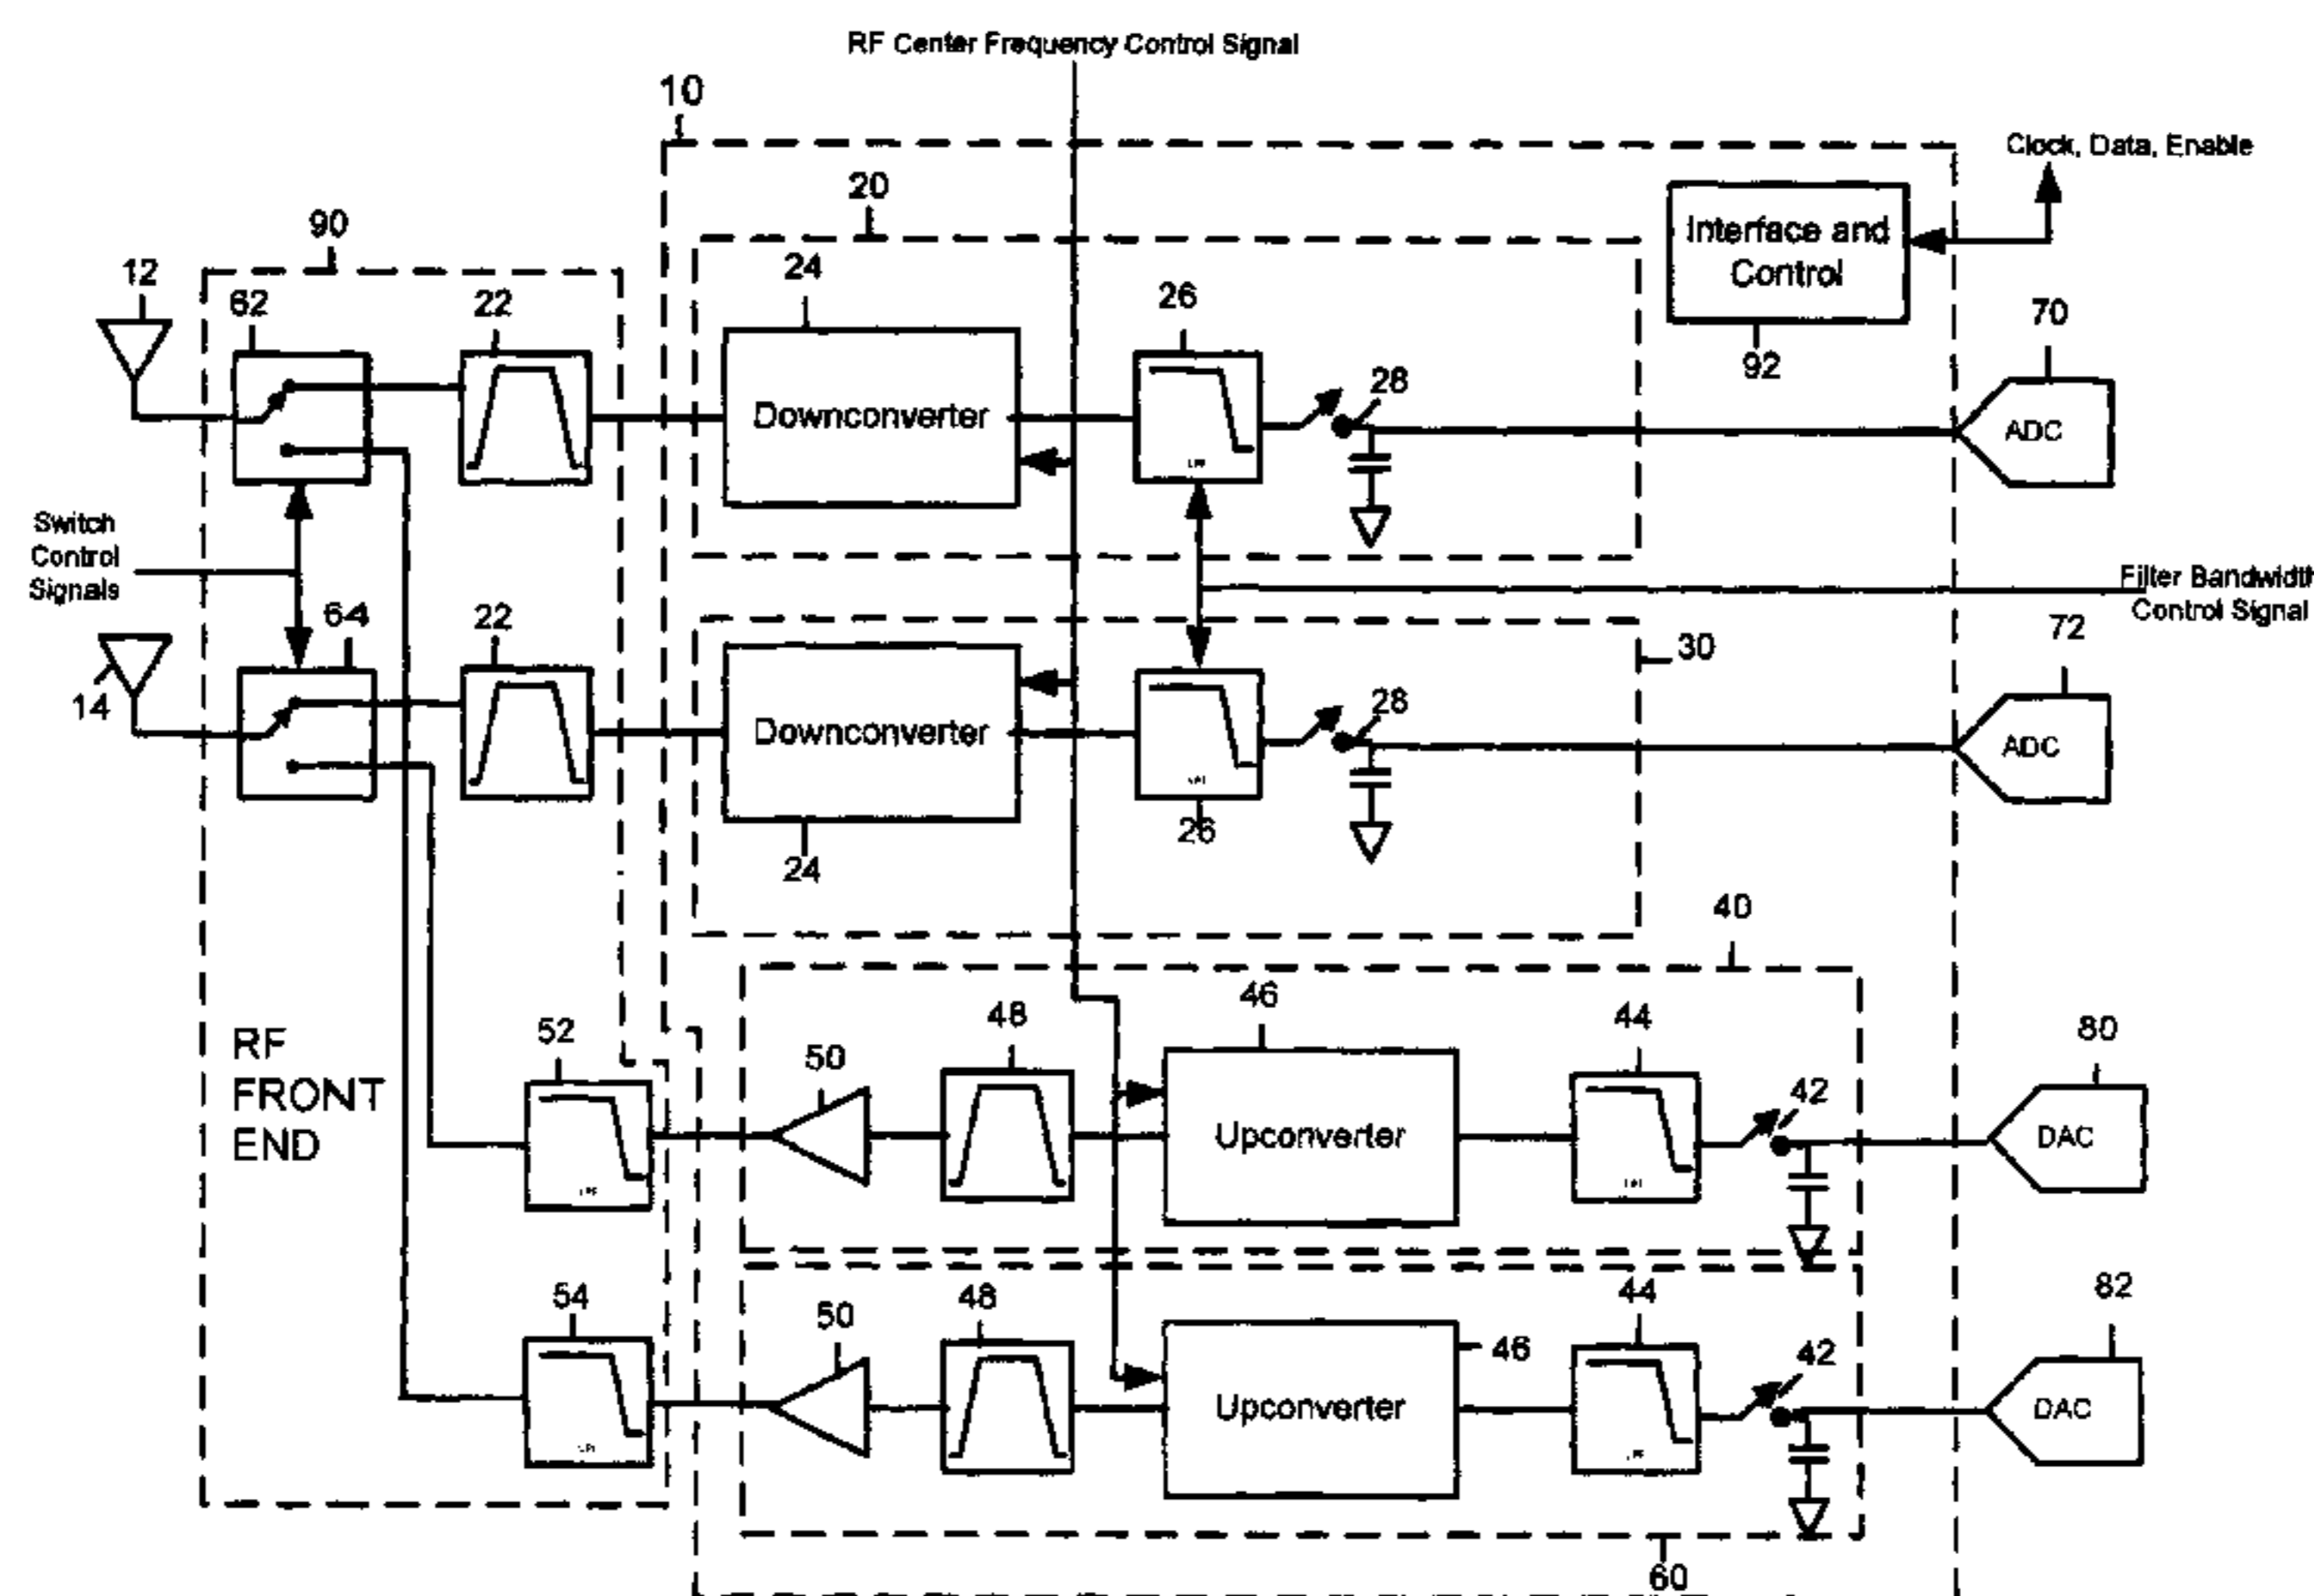 RF Center Frequency Control Signal
10
Clock, Data, Enable
20
Interface and
Control
90
12
62
22
24
26
70
28
92
Downconverter
ADC
Switch
Control
Signals
Filter Bandwidth
Control Signal
64
22
30
72
14
28
Downconverter
ADC
26
24
40
46
48
44
80
52
50
42
RF
FRONT
END
Upconverter
DAC
54
50
48
44
82
46
42
Upconverter
DAC
60